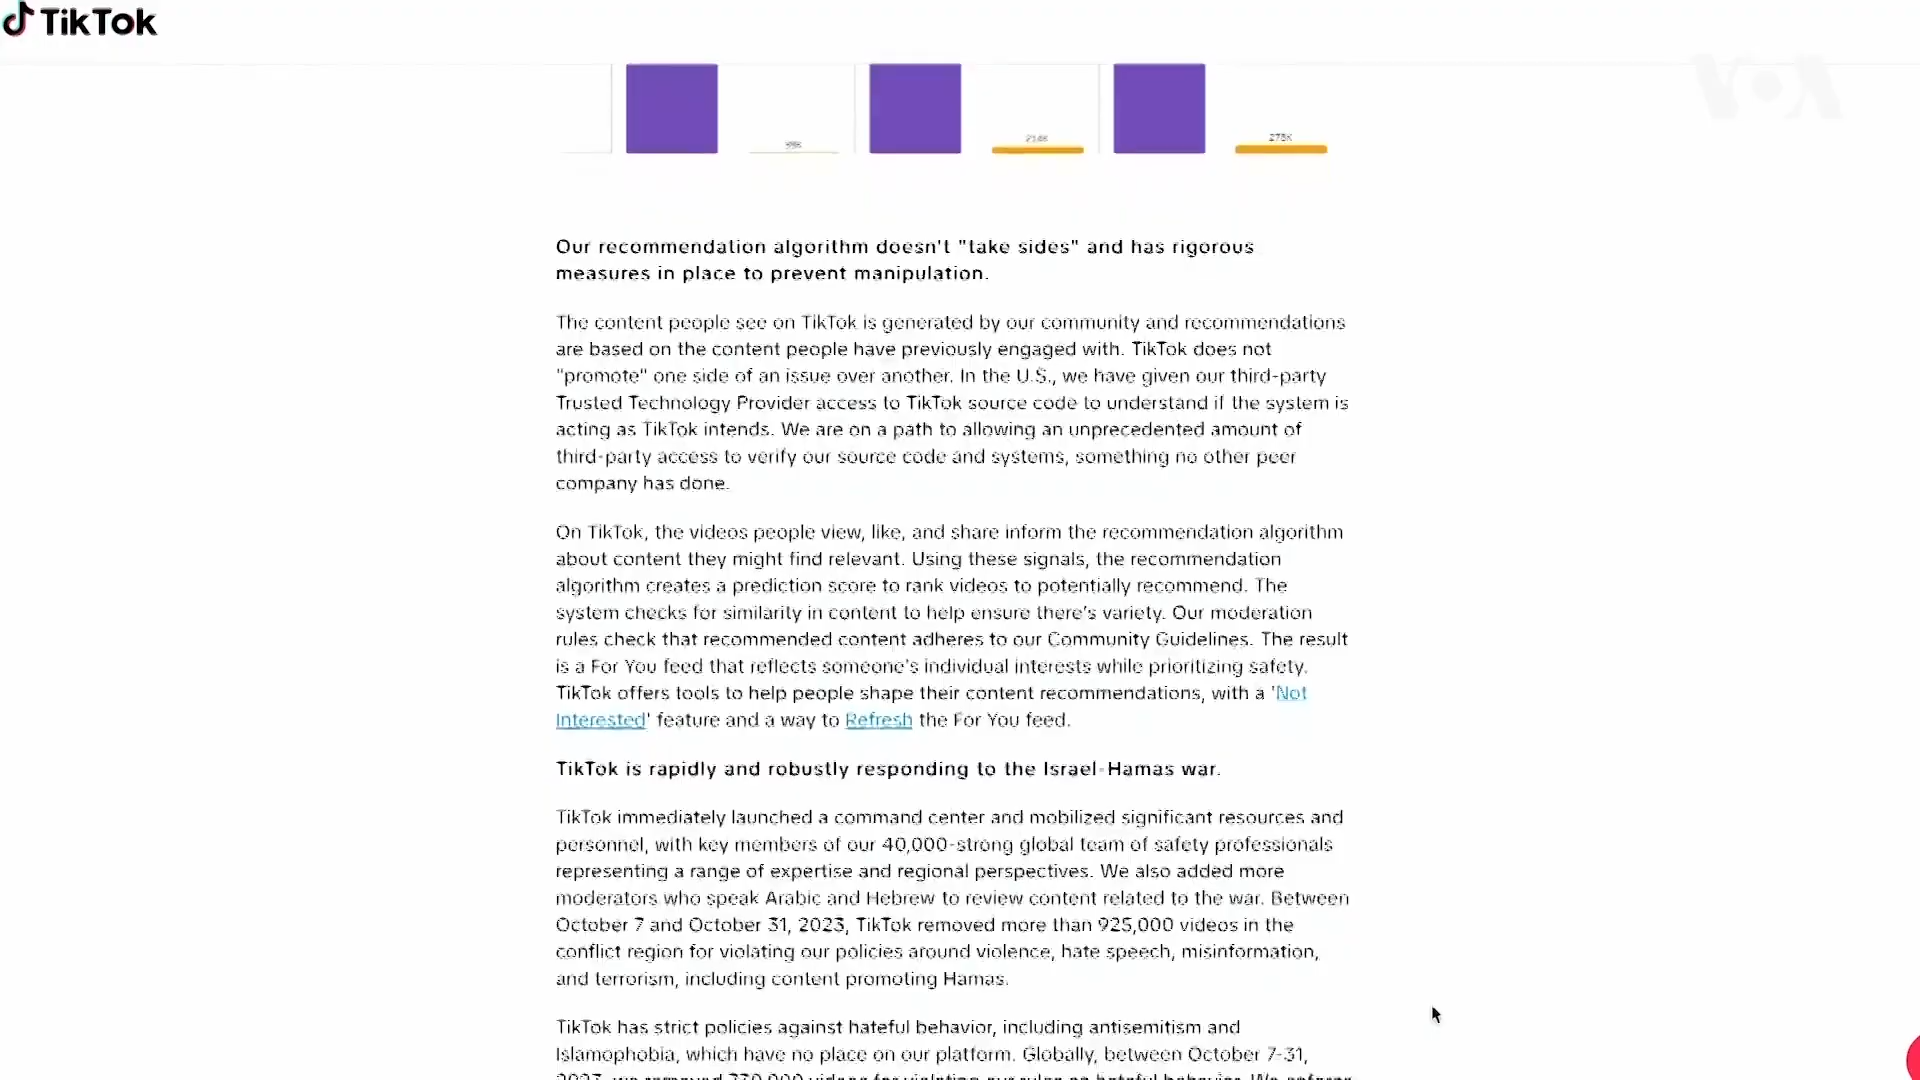 TikTok
VOA
214K
Our recommendation algorithm doesn't "take sides" and has rigorous
measures in place to prevent manipulation.
The content people see on TikTok is generated by our community and recommendations
are based on the content people have previously engaged with. TikTok does not
"promote" one side of an issue over another. In the U.S., we have given our third-party
Trusted Technology Provider access to TikTok source code to understand if the system is
acting as TikTok intends. We are on a path to allowing an unprecedented amount of
third-party access to verify our source code and systems, something no other peer
company has done.
On TikTok, the videos people view, like, and share inform the recommendation algorithm
about content they might find relevant. Using these signals, the recommendation
algorithm creates a prediction score to rank videos to potentially recommend. The
system checks for similarity in content to help ensure there's variety. Our moderation
rules check that recommended content adheres to our Community Guidelines. The result
is a For You feed that reflects someone's individual interests while prioritizing safety.
TikTok offers tools to help people shape their content recommendations, with a 'Not
Interested' feature and a way to Refresh the For You feed.
TikTok is rapidly and robustly responding to the Israel-Hamas war.
TikTok immediately launched a command center and mobilized significant resources and
personnel, with key members of our 40,000-strong global team of safety professionals
representing a range of expertise and regional perspectives. We also added more
moderators who speak Arabic and Hebrew to review content related to the war. Between
October 7 and October 31, 2023, TikTok removed more than 925,000 videos in the
conflict region for violating our policies around violence, hate speech, misinformation,
and terrorism, including content promoting Hamas.
TikTok has strict policies against hateful behavior, including antisemitism and
Islamophobia, which have no place on our platform. Globally, between October 7-31,